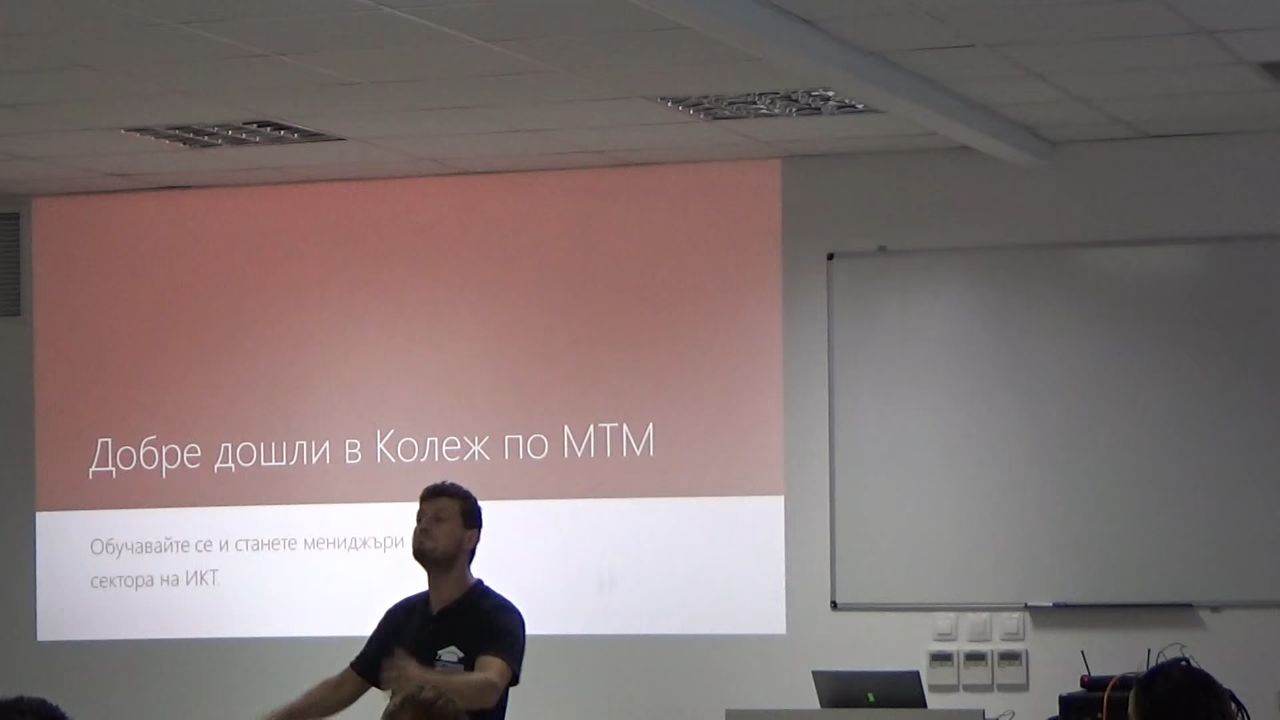 Добре дошли в Колеж по МТМ
Обучавайте се и станете мениджъри
сектора на ИКТ